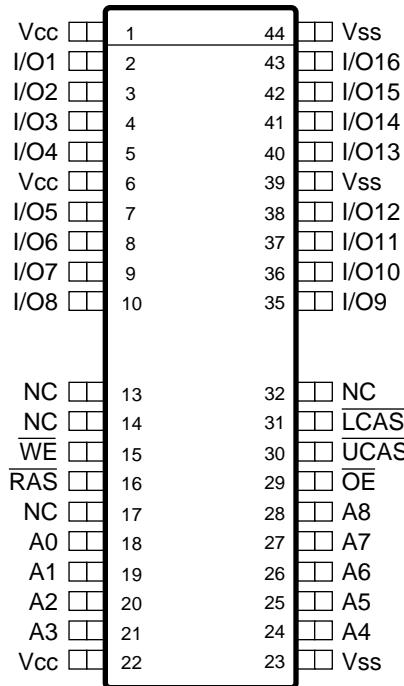 Vcc 1 44 Vss
I/O1 2 43 I/O16
I/O2 3 42 I/O15
I/O3 4 41 I/O14
I/O4 5 40 I/O13
Vcc 6 39 Vss
I/O5 7 38 I/O12
I/O6 8 37 I/O11
I/O7 9 36 I/O10
I/O8 10 35 I/O9
NC 13 32 NC
NC 14 31 LCAS
WE 15 30 UCAS
RAS 16 29 OE
NC 17 28 A8
A0 18 27 A7
A1 19 26 A6
A2 20 25 A5
A3 21 24 A4
Vcc 22 23 Vss